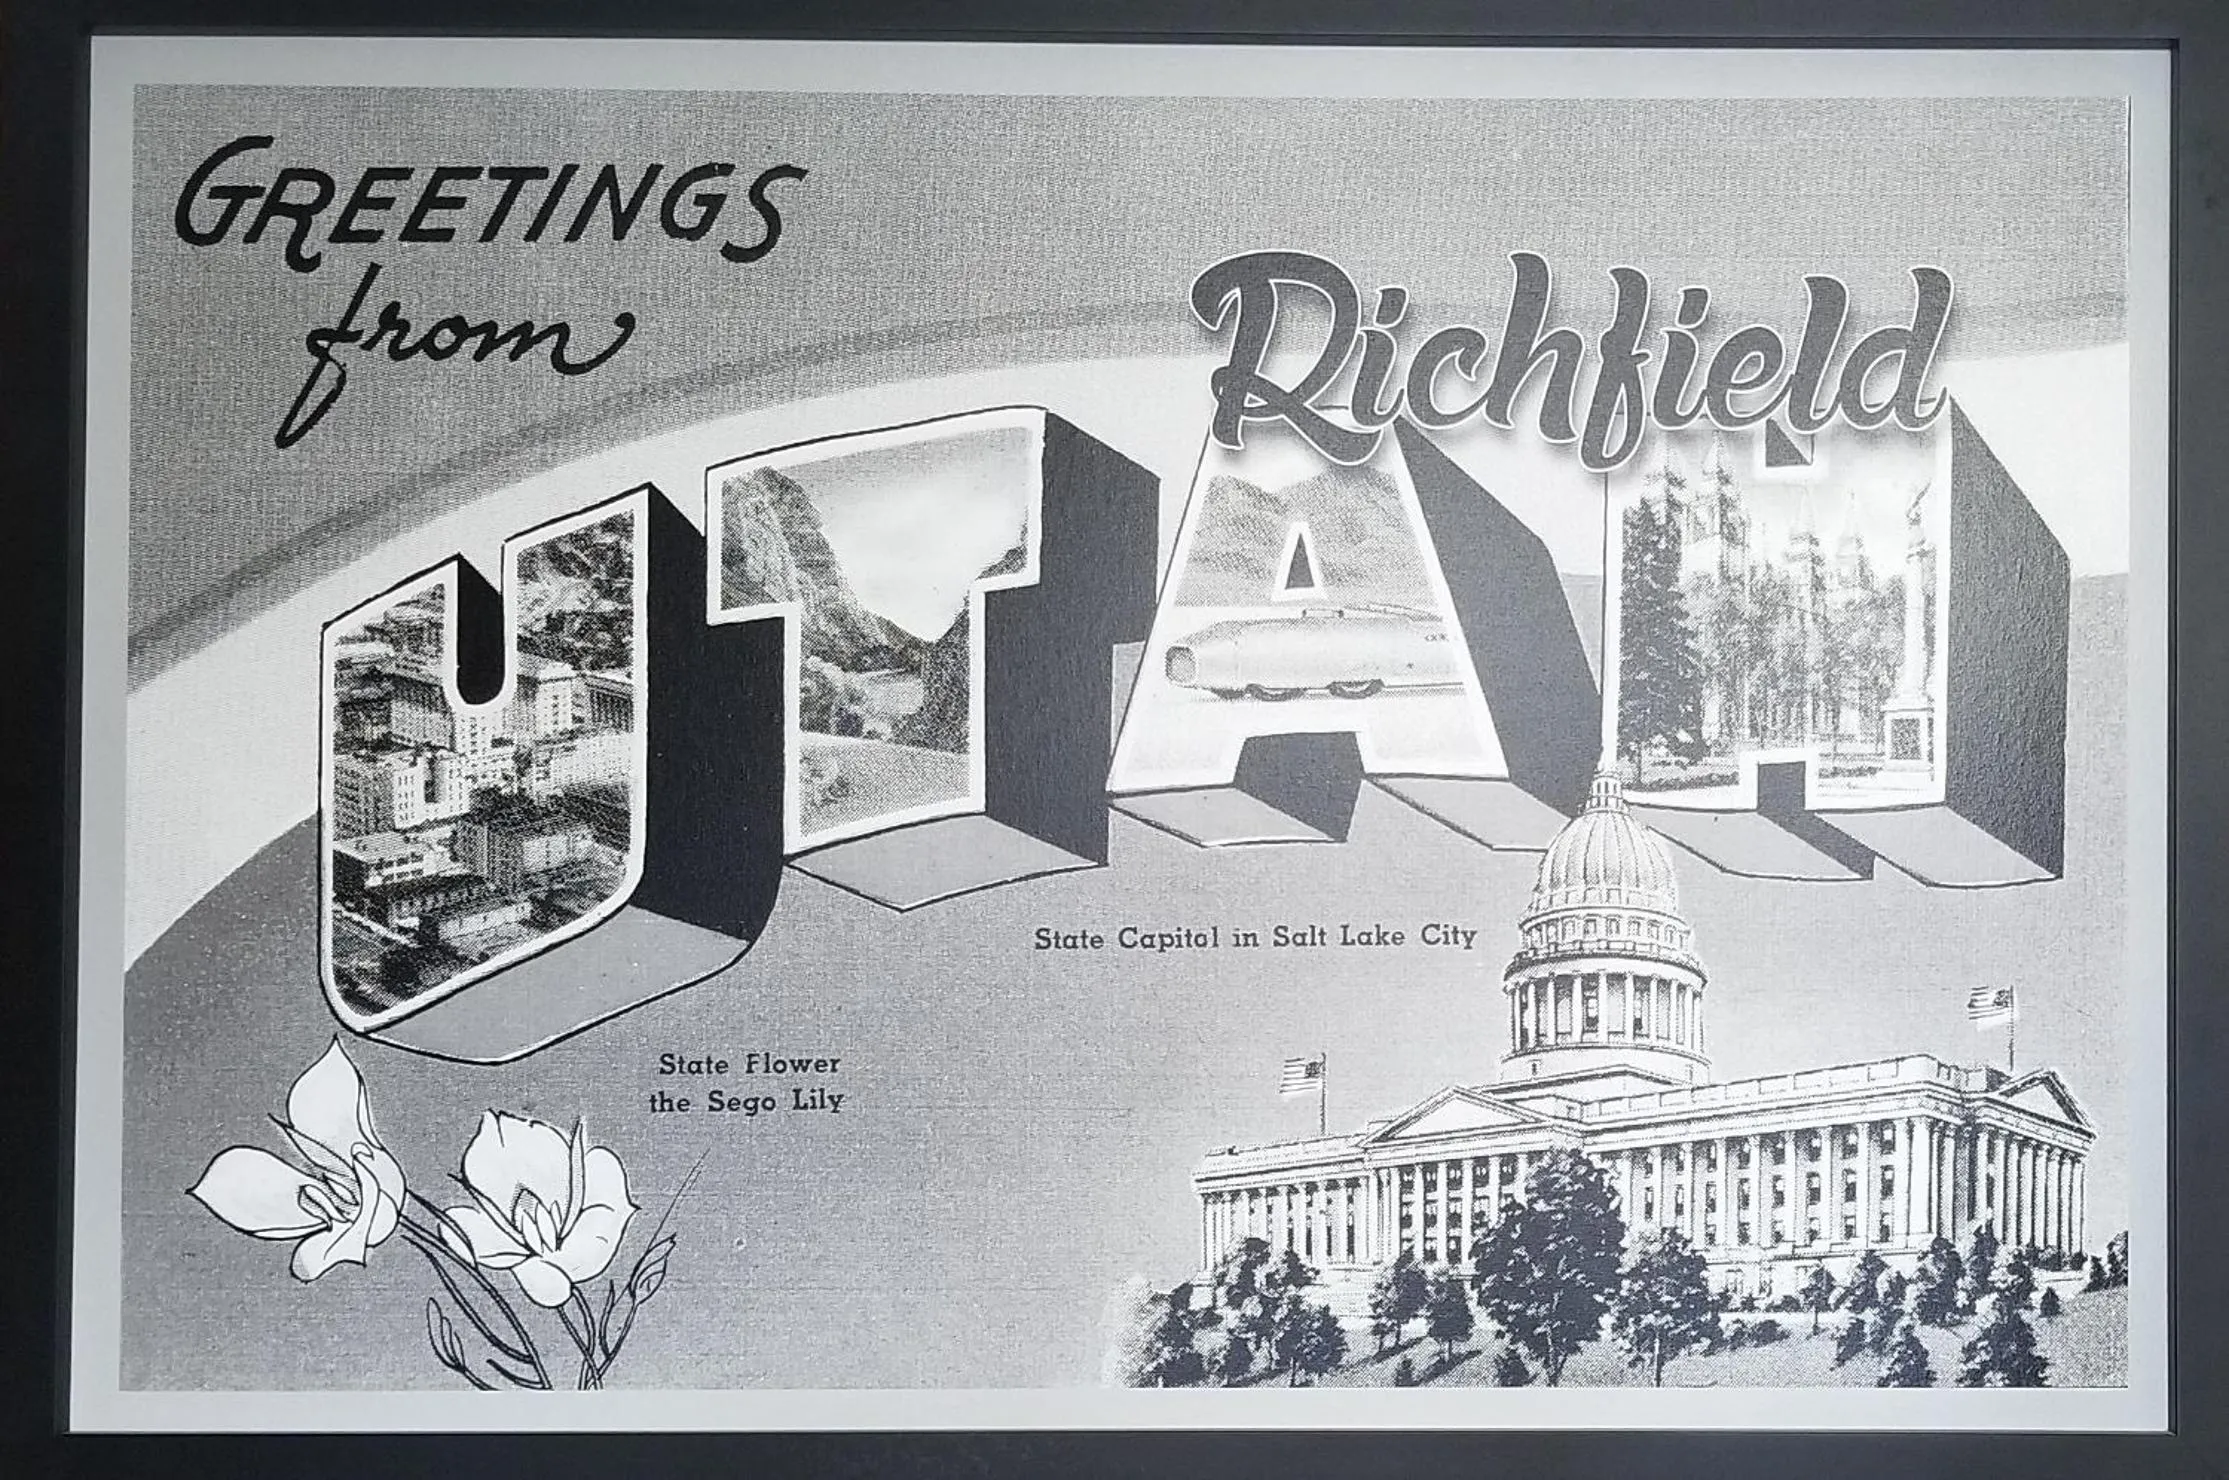 GREETINGS
from
Richfield
UTAH
State Capitol in Salt Lake City
State Flower
the Sego Lily